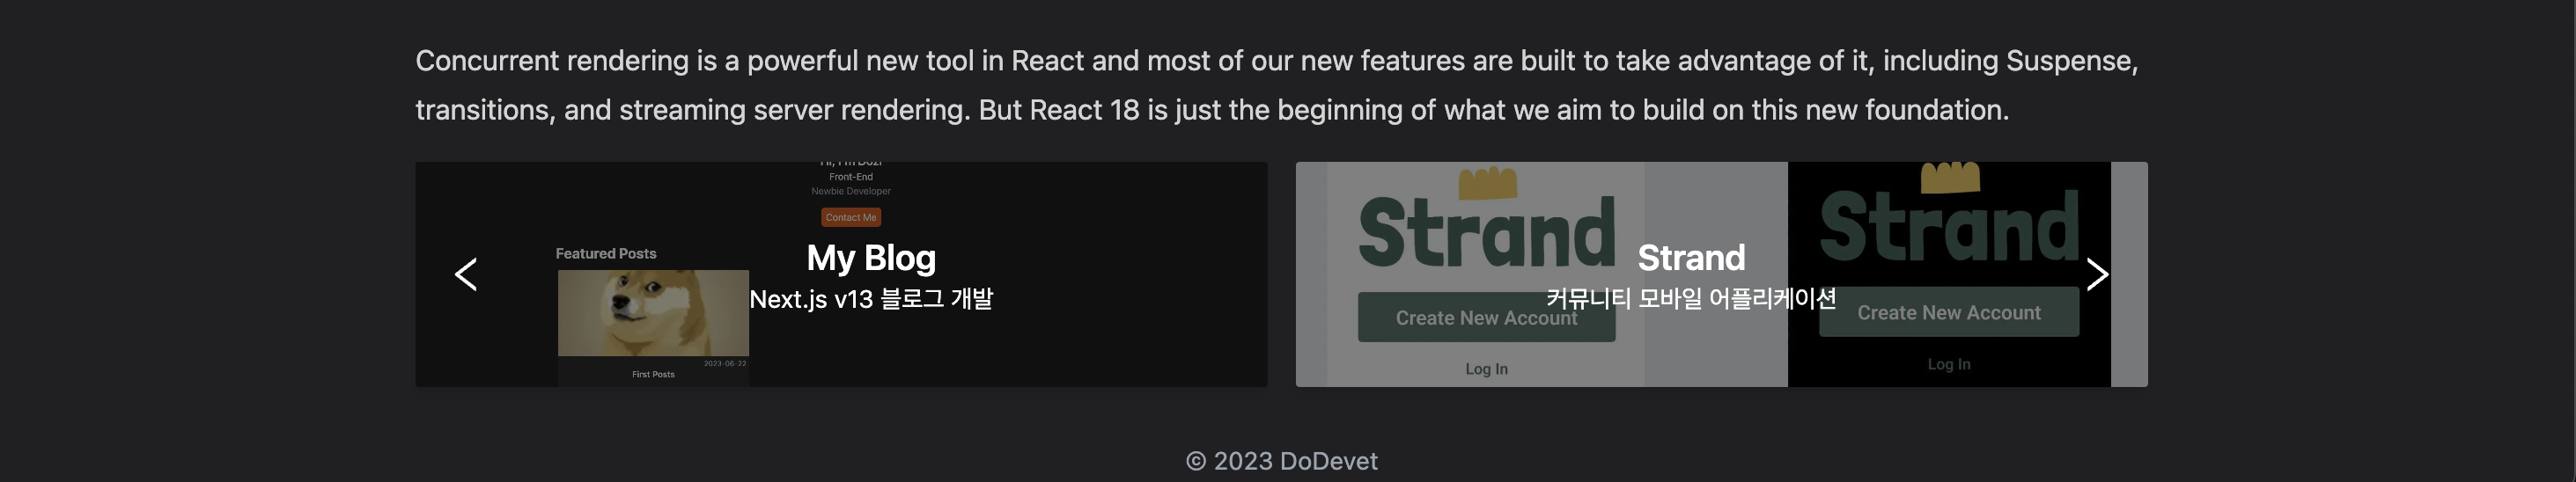 Concurrent rendering is a powerful new tool in React and most of our new features are built to take advantage of it, including Suspense,
transitions, and streaming server rendering. But React 18 is just the beginning of what we aim to build on this new foundation.
Hi, I'm Dozi
Front-End
Newbie Developer
Contact Me
Featured Posts
My Blog
Next.js v13 블로그 개발
2023-06-22
First Posts
Strand
Create New Account
Log In
Strand
커뮤니티 모바일 어플리케이션
Strand
Create New Account
Log In
© 2023 DoDevet